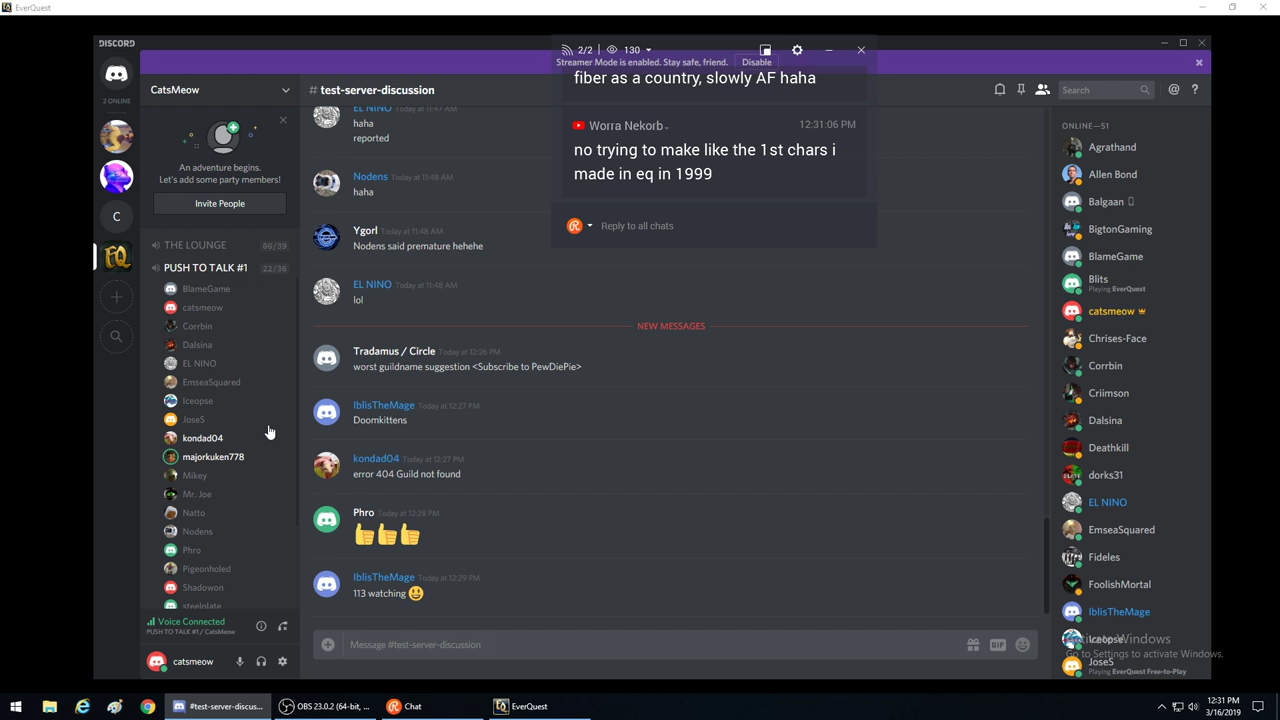 EverQuest
DISCORD
2 ONLINE
C
CatsMeow
An adventure begins.
Let's add some party members!
Invite People
THE LOUNGE 00/39
PUSH TO TALK #1 22/36
BlameGame
catsmeow
Corrbin
Dalsina
EL NINO
EmseaSquared
Iceopse
JoseS
kondad04
majorkuken778
Mikey
Mr. Joe
Natto
Nodens
Phro
Pigeonholed
Shadowon
steelplate
Voice Connected
PUSH TO TALK #1 / CatsMeow
catsmeow
2/2 130
Streamer Mode is enabled. Stay safe, friend. Disable
fiber as a country, slowly AF haha
Worra Nekorb 12:31:06 PM
no trying to make like the 1st chars i
made in eq in 1999
Reply to all chats
# test-server-discussion
Search
EL NINO Today at 11:47 AM
haha
reported
Nodens Today at 11:48 AM
haha
Ygorl Today at 11:48 AM
Nodens said premature hehehe
EL NINO Today at 11:48 AM
lol
NEW MESSAGES
Tradamus / Circle Today at 12:26 PM
worst guildname suggestion <Subscribe to PewDiePie>
IblisTheMage Today at 12:27 PM
Doomkittens
kondad04 Today at 12:27 PM
error 404 Guild not found
Phro Today at 12:28 PM
IblisTheMage Today at 12:29 PM
113 watching
Message #test-server-discussion
GIF
ONLINE—51
Agrathand
Allen Bond
Balgaan
BigtonGaming
BlameGame
Blits
Playing EverQuest
catsmeow
Chrises-Face
Corrbin
Criimson
Dalsina
Deathkill
dorks31
EL NINO
EmseaSquared
Fideles
FoolishMortal
IblisTheMage
Iceopse
JoseS
Playing EverQuest Free-to-Play
Activate Windows
Go to Settings to activate Windows.
#test-server-discus...
OBS 23.0.2 (64-bit, ...
Chat
EverQuest
12:31 PM
3/16/2019